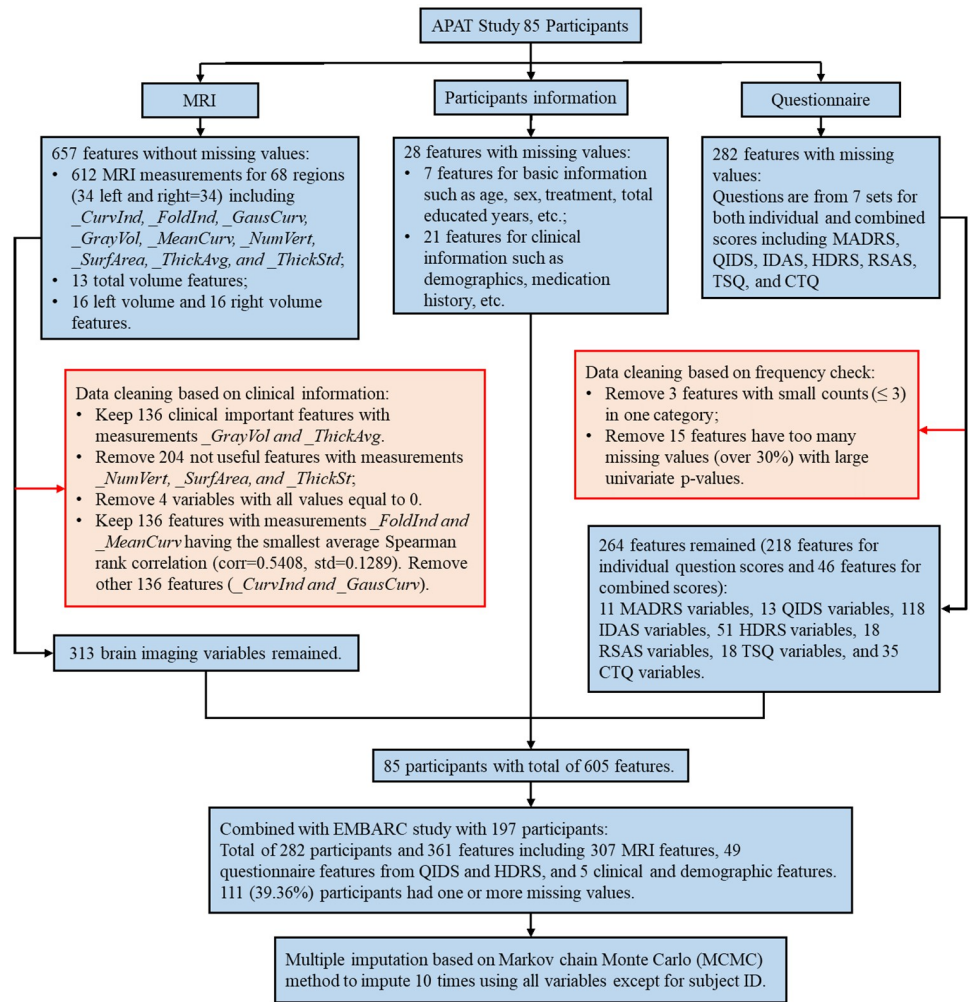 APAT Study 85 Participants
MRI
Participants information
Questionnaire
657 features without missing values:
• 612 MRI measurements for 68 regions
(34 left and right=34) including
_CurvInd, _FoldInd, _GausCurv,
_GrayVol, _MeanCurv, _NumVert,
_SurfArea, _ThickAvg, and _ThickStd;
• 13 total volume features;
• 16 left volume and 16 right volume
features.
28 features with missing values:
• 7 features for basic information
such as age, sex, treatment, total
educated years, etc.;
• 21 features for clinical
information such as
demographics, medication
history, etc.
282 features with missing
values:
Questions are from 7 sets for
both individual and combined
scores including MADRS,
QIDS, IDAS, HDRS, RSAS,
TSQ, and CTQ
Data cleaning based on clinical information:
• Keep 136 clinical important features with
measurements _GrayVol and _ThickAvg.
• Remove 204 not useful features with measurements
_NumVert, _SurfArea, and _ThickSt;
• Remove 4 variables with all values equal to 0.
• Keep 136 features with measurements _FoldInd and
_MeanCurv having the smallest average Spearman
rank correlation (corr=0.5408, std=0.1289). Remove
other 136 features (_CurvInd and _GausCurv).
Data cleaning based on frequency check:
• Remove 3 features with small counts (≤ 3)
in one category;
• Remove 15 features have too many
missing values (over 30%) with large
univariate p-values.
264 features remained (218 features for
individual question scores and 46 features for
combined scores):
11 MADRS variables, 13 QIDS variables, 118
IDAS variables, 51 HDRS variables, 18
RSAS variables, 18 TSQ variables, and 35
CTQ variables.
313 brain imaging variables remained.
85 participants with total of 605 features.
Combined with EMBARC study with 197 participants:
Total of 282 participants and 361 features including 307 MRI features, 49
questionnaire features from QIDS and HDRS, and 5 clinical and demographic features.
111 (39.36%) participants had one or more missing values.
Multiple imputation based on Markov chain Monte Carlo (MCMC)
method to impute 10 times using all variables except for subject ID.